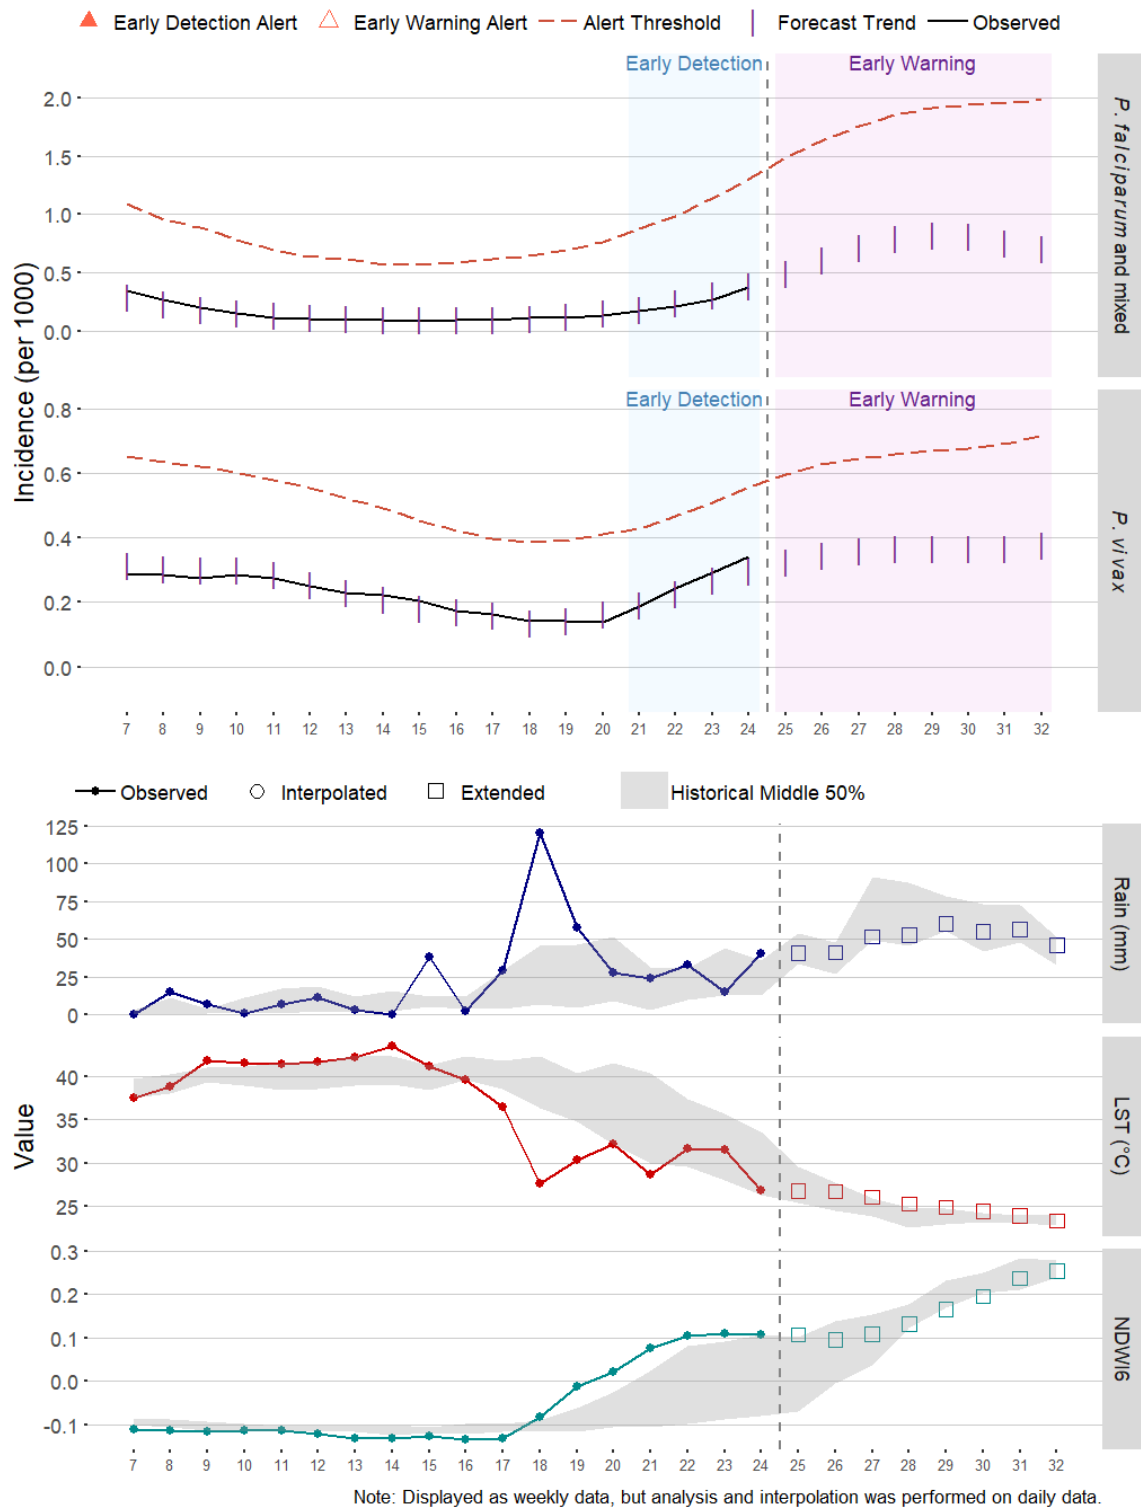 Early Detection Alert Early Warning Alert Alert Threshold Forecast Trend Observed
Early Detection Early Warning
2.0
1.5
1.0
0.5
0.0
P. falciparum and mixed
Incidence (per 1000)
Early Detection Early Warning
0.8
0.6
0.4
0.2
0.0
P. vivax
7 8 9 10 11 12 13 14 15 16 17 18 19 20 21 22 23 24 25 26 27 28 29 30 31 32
Observed Interpolated Extended Historical Middle 50%
125
100
75
50
25
0
Rain (mm)
Value
40
35
30
25
LST (°C)
0.3
0.2
0.1
0.0
-0.1
NDWI6
7 8 9 10 11 12 13 14 15 16 17 18 19 20 21 22 23 24 25 26 27 28 29 30 31 32
Note: Displayed as weekly data, but analysis and interpolation was performed on daily data.